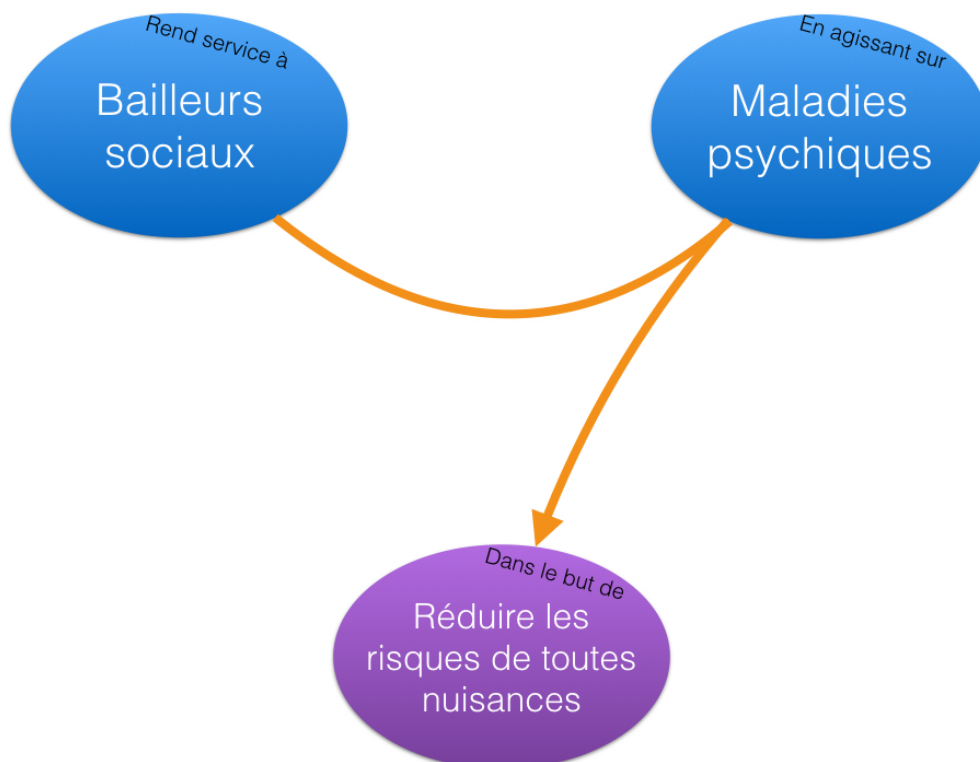 Rend service à
Bailleurs
sociaux
En agissant sur
Maladies
psychiques
Dans le but de
Réduire les
risques de toutes
nuisances